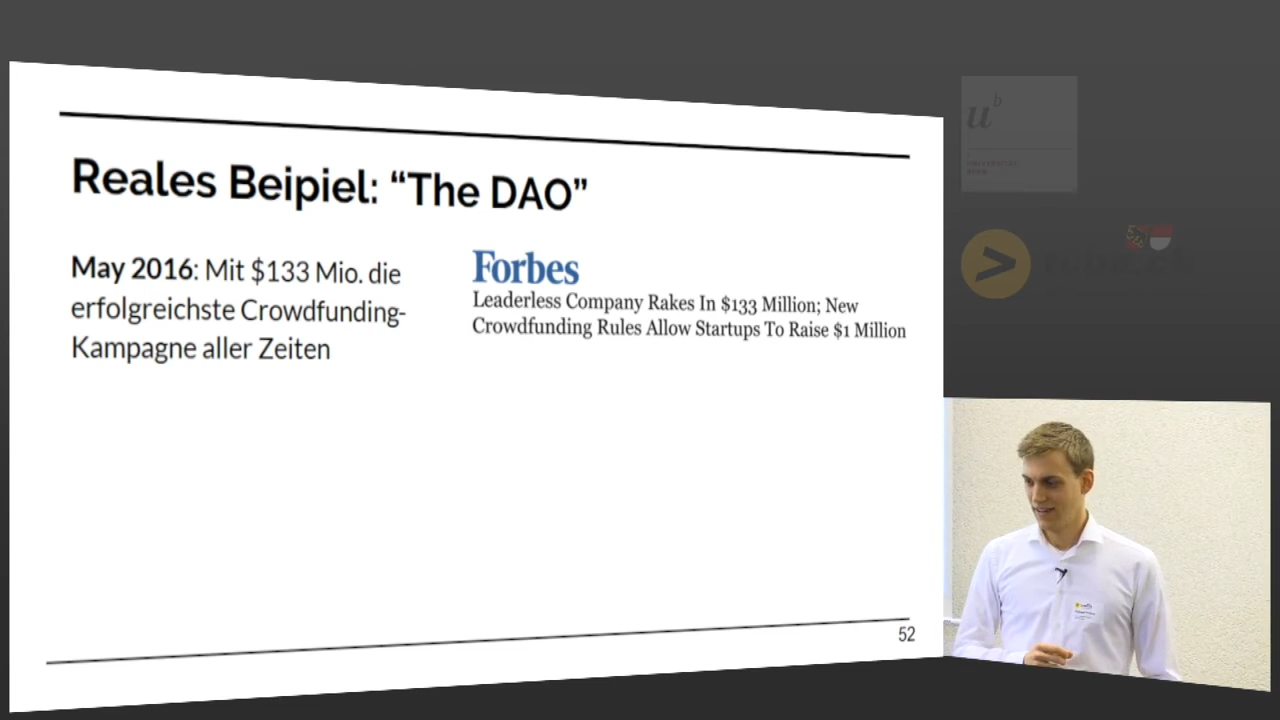 Reales Beipiel: “The DAO”
May 2016: Mit $133 Mio. die
erfolgreichste Crowdfunding-
Kampagne aller Zeiten
Forbes
Leaderless Company Rakes In $133 Million; New
Crowdfunding Rules Allow Startups To Raise $1 Million
52
u
b